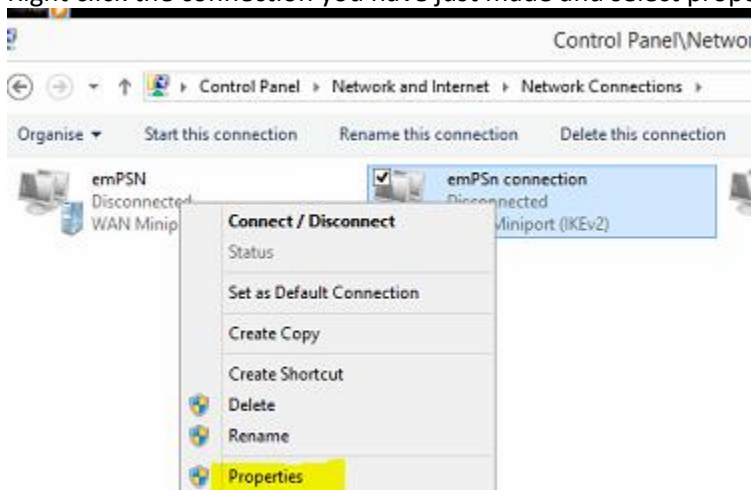 Right click the connection you have just made and select prope
Control Panel\Networ
Control Panel Network and Internet Network Connections
Organise Start this connection Rename this connection Delete this connection
emPSN
Disconnected
WAN Minip
emPSn connection
Disconnected
Miniport (IKEv2)
Connect / Disconnect
Status
Set as Default Connection
Create Copy
Create Shortcut
Delete
Rename
Properties